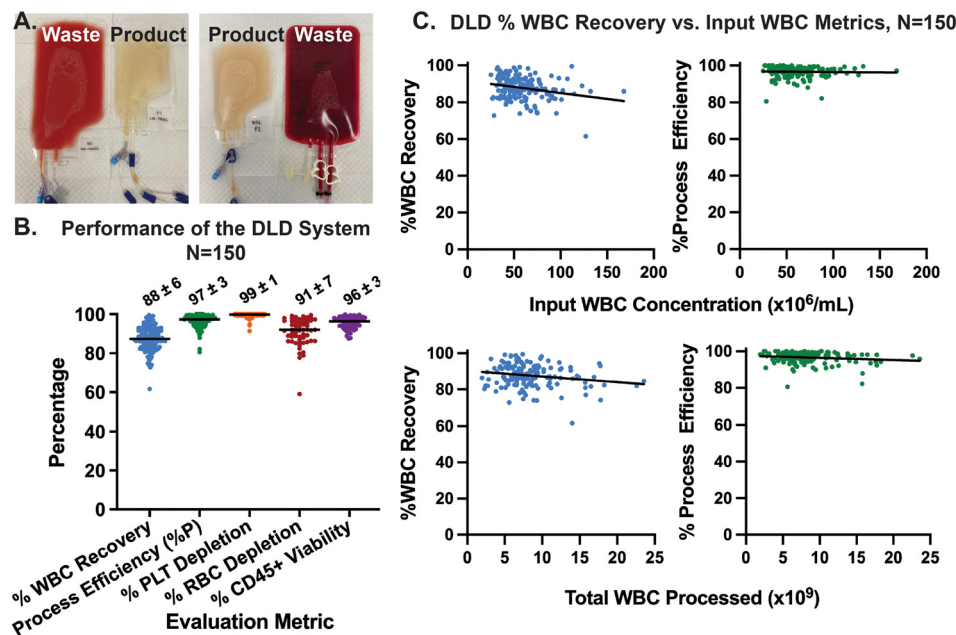 A.
Waste Product Product Waste
B. Performance of the DLD System
N=150
88 ± 6 97 ± 3 99 ± 1 91 ± 7 96 ± 3
Percentage
100
80
60
40
20
0
% WBC Recovery
Process Efficiency (%P)
% PLT Depletion
% RBC Depletion
% CD45+ Viability
Evaluation Metric
C. DLD % WBC Recovery vs. Input WBC Metrics, N=150
%WBC Recovery
100
80
60
40
20
0
0 50 100 150 200
%Process Efficiency
100
80
60
40
20
0
0 50 100 150 200
Input WBC Concentration (x10⁶/mL)
%WBC Recovery
100
80
60
40
20
0
0 5 10 15 20 25
% Process Efficiency
100
80
60
40
20
0
0 5 10 15 20 25
Total WBC Processed (x10⁹)